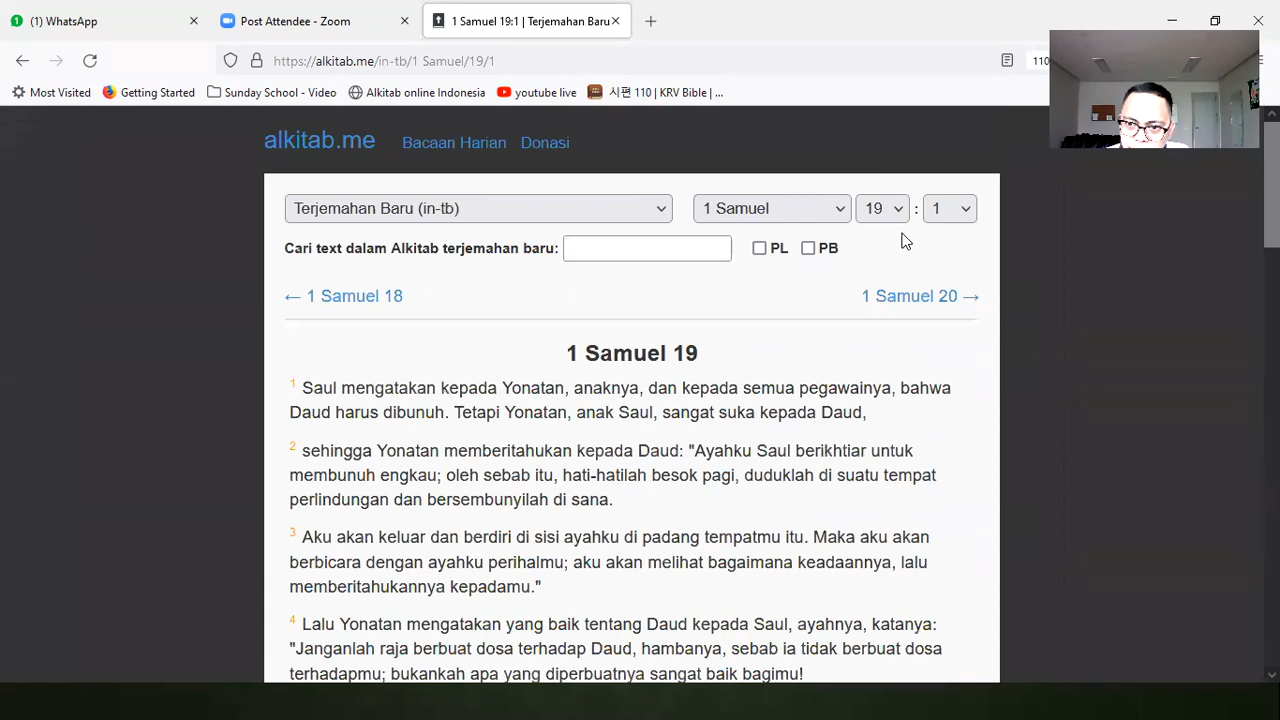 (1) WhatsApp
Post Attendee - Zoom
1 Samuel 19:1 | Terjemahan Baru
https://alkitab.me/in-tb/1 Samuel/19/1
110
Most Visited
Getting Started
Sunday School - Video
Alkitab online Indonesia
youtube live
시편 110 | KRV Bible | ...
alkitab.me
Bacaan Harian
Donasi
Terjemahan Baru (in-tb)
1 Samuel
19
:
1
Cari text dalam Alkitab terjemahan baru:
PL
PB
← 1 Samuel 18
1 Samuel 20 →
1 Samuel 19
1 Saul mengatakan kepada Yonatan, anaknya, dan kepada semua pegawainya, bahwa
Daud harus dibunuh. Tetapi Yonatan, anak Saul, sangat suka kepada Daud,
2 sehingga Yonatan memberitahukan kepada Daud: "Ayahku Saul berikhtiar untuk
membunuh engkau; oleh sebab itu, hati-hatilah besok pagi, duduklah di suatu tempat
perlindungan dan bersembunyilah di sana.
3 Aku akan keluar dan berdiri di sisi ayahku di padang tempatmu itu. Maka aku akan
berbicara dengan ayahku perihalmu; aku akan melihat bagaimana keadaannya, lalu
memberitahukannya kepadamu."
4 Lalu Yonatan mengatakan yang baik tentang Daud kepada Saul, ayahnya, katanya:
"Janganlah raja berbuat dosa terhadap Daud, hambanya, sebab ia tidak berbuat dosa
terhadapmu; bukankah apa yang diperbuatnya sangat baik bagimu!